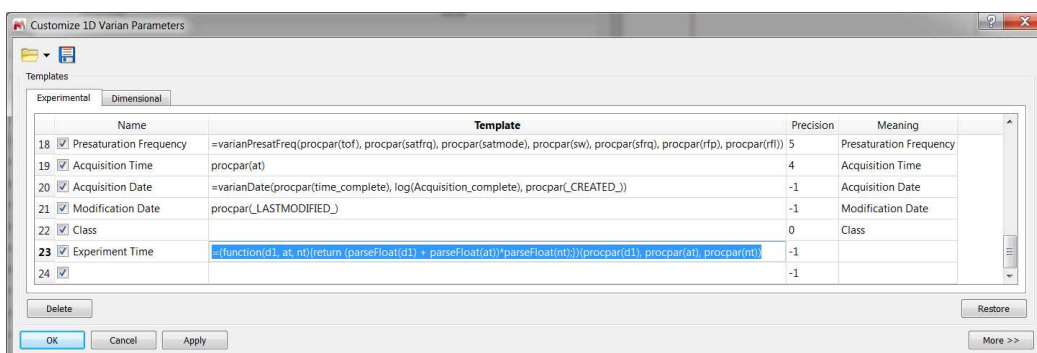 Customize 1D Varian Parameters
Templates
Experimental Dimensional
Name Template Precision Meaning
18 Presaturation Frequency =varianPresatFreq(procpar(tof), procpar(satfrq), procpar(satmode), procpar(sw), procpar(sfrq), procpar(rfp), procpar(rfl)) 5 Presaturation Frequency
19 Acquisition Time procpar(at) 4 Acquisition Time
20 Acquisition Date =varianDate(procpar(time_complete), log(Acquisition_complete), procpar(_CREATED_)) -1 Acquisition Date
21 Modification Date procpar(_LASTMODIFIED_) -1 Modification Date
22 Class 0 Class
23 Experiment Time =(function(d1, at, nt){return (parseFloat(d1) + parseFloat(at))*parseFloat(nt);})(procpar(d1), procpar(at), procpar(nt)) -1
24 -1
Delete Restore
OK Cancel Apply More >>